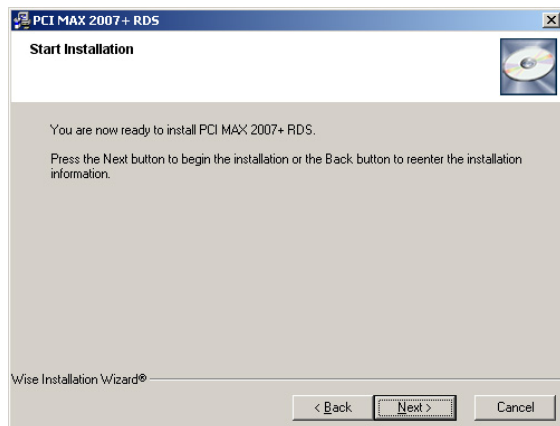 PCI MAX 2007+ RDS
Start Installation
You are now ready to install PCI MAX 2007+ RDS.
Press the Next button to begin the installation or the Back button to reenter the installation
information.
Wise Installation Wizard®
< Back Next > Cancel